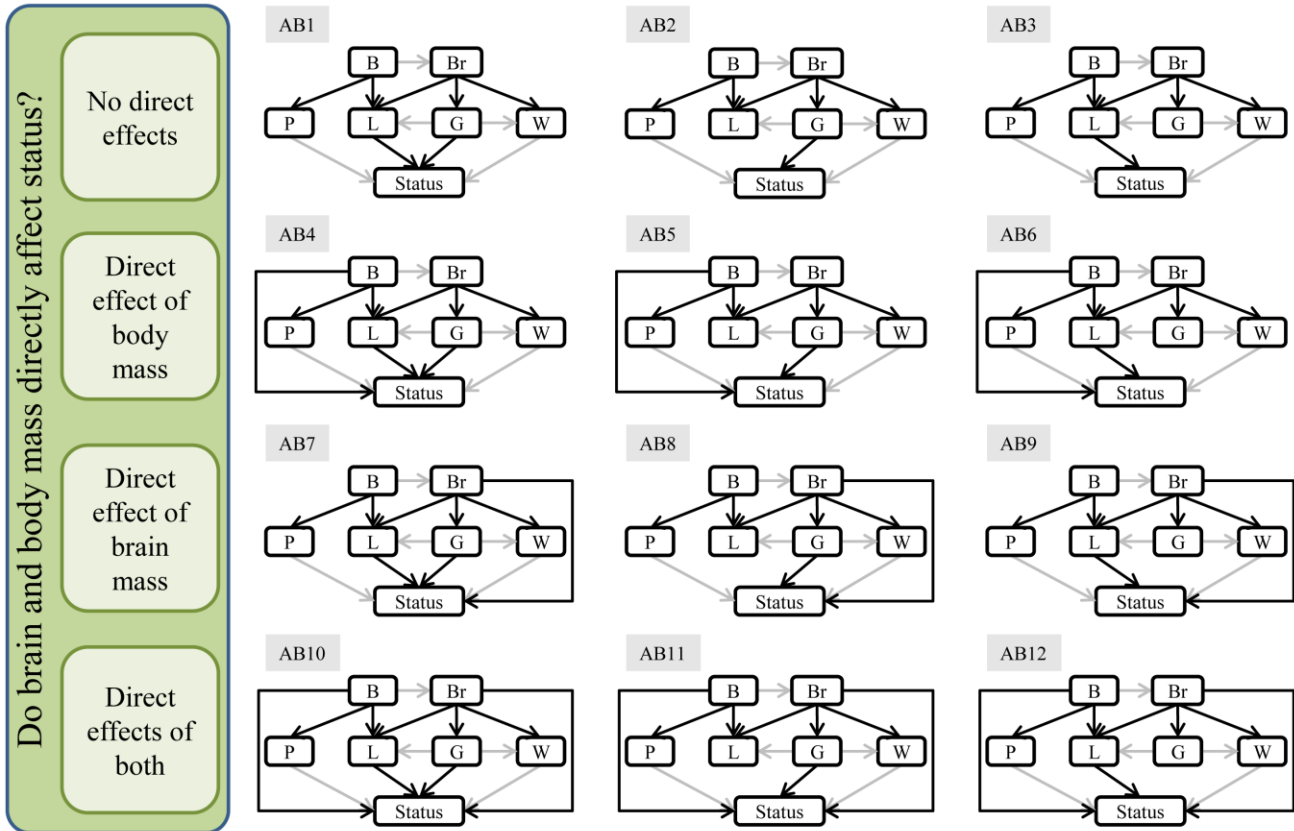 Do brain and body mass directly affect status?
No direct
effects
AB1
B
Br
P
L
G
W
Status
AB2
B
Br
P
L
G
W
Status
AB3
B
Br
P
L
G
W
Status
Direct
effect of
body
mass
AB4
B
Br
P
L
G
W
Status
AB5
B
Br
P
L
G
W
Status
AB6
B
Br
P
L
G
W
Status
Direct
effect of
brain
mass
AB7
B
Br
P
L
G
W
Status
AB8
B
Br
P
L
G
W
Status
AB9
B
Br
P
L
G
W
Status
Direct
effects of
both
AB10
B
Br
P
L
G
W
Status
AB11
B
Br
P
L
G
W
Status
AB12
B
Br
P
L
G
W
Status